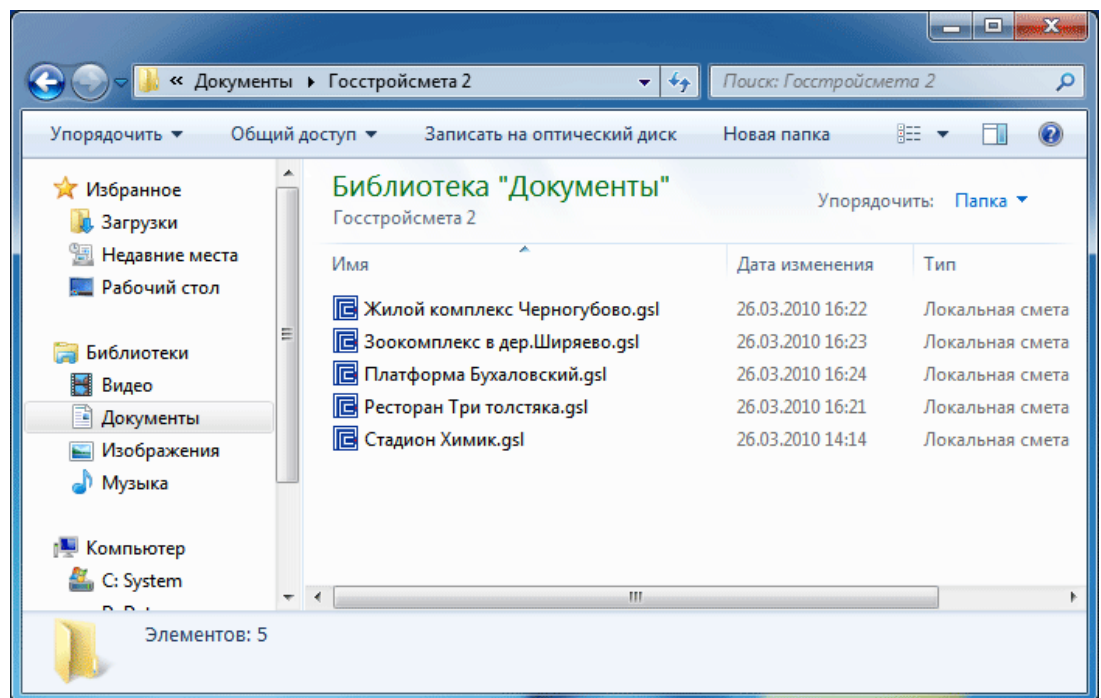 « Документы ▸ Госстройсмета 2
Поиск: Госстройсмета 2
Упорядочить Общий доступ Записать на оптический диск Новая папка
Избранное
Загрузки
Недавние места
Рабочий стол
Библиотеки
Видео
Документы
Изображения
Музыка
Компьютер
C: System
Библиотека "Документы"
Госстройсмета 2
Упорядочить: Папка
Имя Дата изменения Тип
Жилой комплекс Черногубово.gsl 26.03.2010 16:22 Локальная смета
Зоокомплекс в дер.Ширяево.gsl 26.03.2010 16:23 Локальная смета
Платформа Бухаловский.gsl 26.03.2010 16:24 Локальная смета
Ресторан Три толстяка.gsl 26.03.2010 16:21 Локальная смета
Стадион Химик.gsl 26.03.2010 14:14 Локальная смета
Элементов: 5